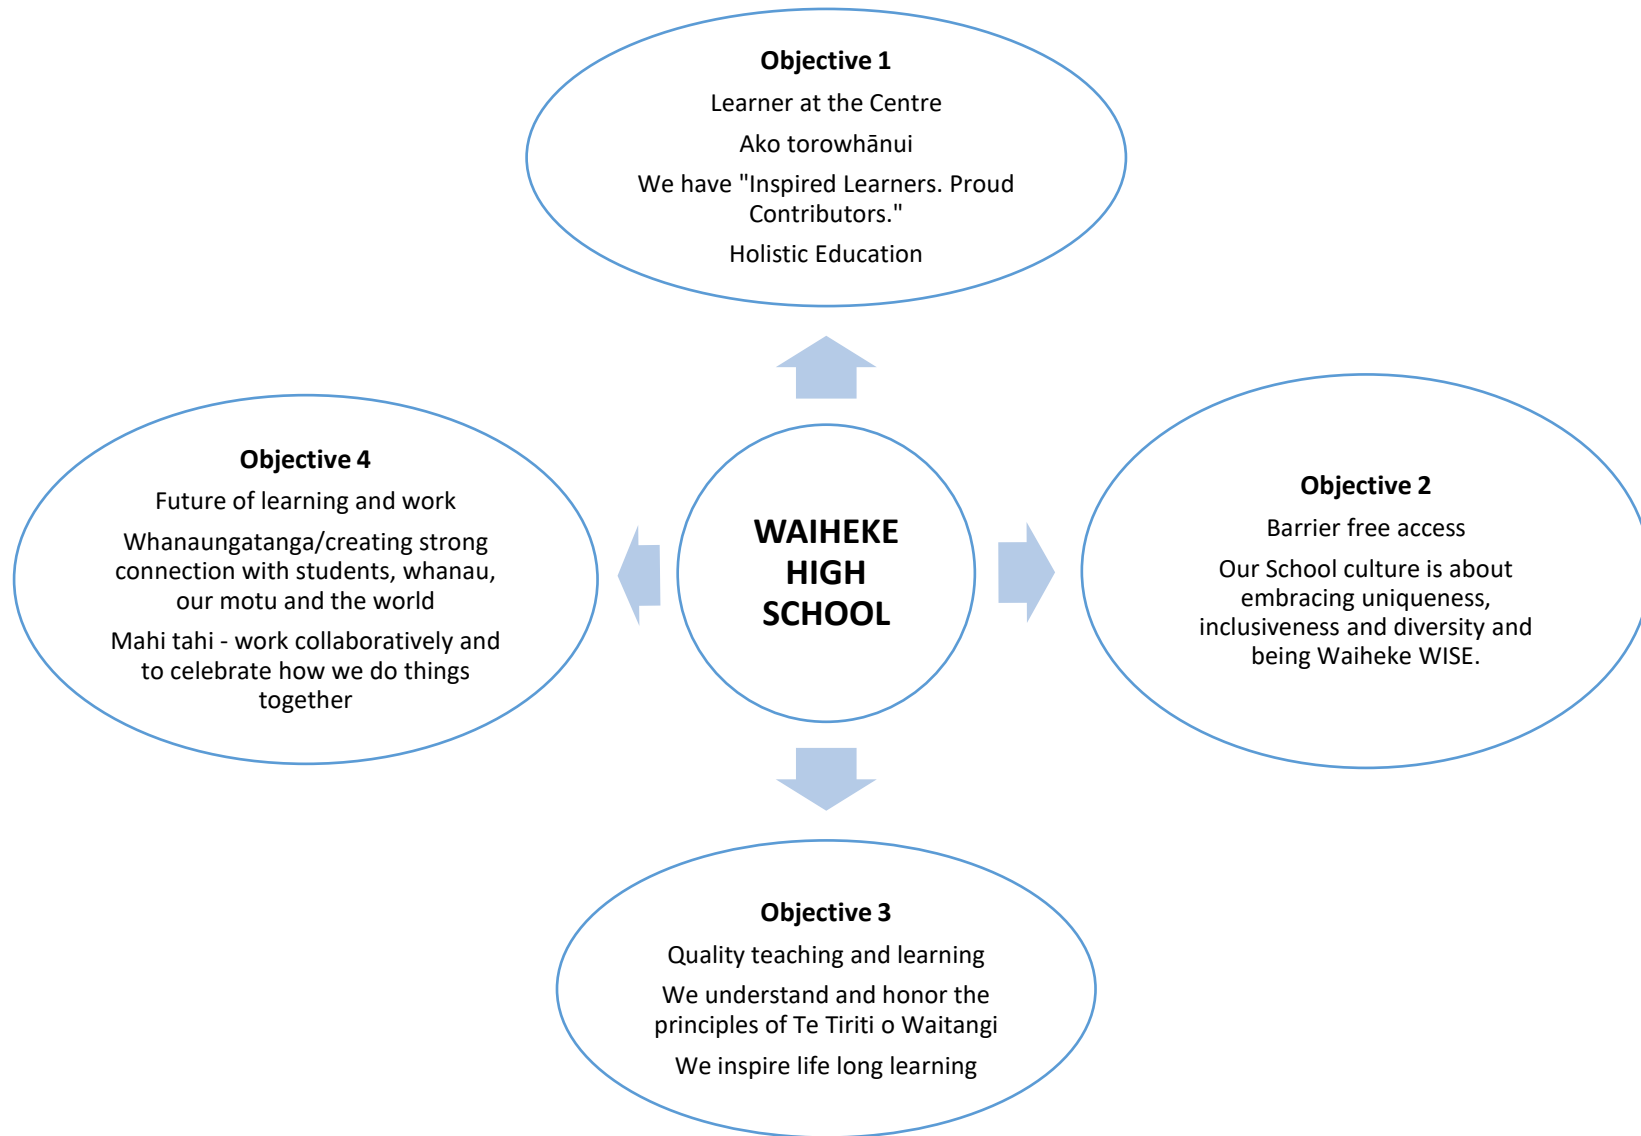 Objective 1
Learner at the Centre
Ako torowhānui
We have "Inspired Learners. Proud
Contributors."
Holistic Education
Objective 4
Future of learning and work
Whanaungatanga/creating strong
connection with students, whanau,
our motu and the world
Mahi tahi - work collaboratively and
to celebrate how we do things
together
WAIHEKE
HIGH
SCHOOL
Objective 2
Barrier free access
Our School culture is about
embracing uniqueness,
inclusiveness and diversity and
being Waiheke WISE.
Objective 3
Quality teaching and learning
We understand and honor the
principles of Te Tiriti o Waitangi
We inspire life long learning